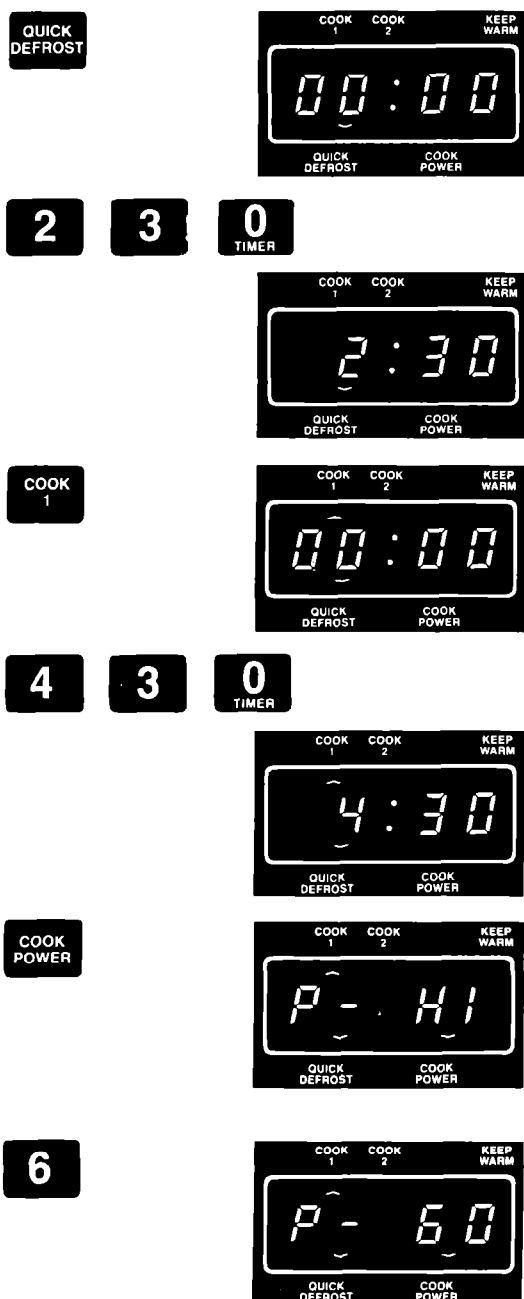 QUICK
DEFROST
COOK
1
COOK
2
KEEP
WARM
00:00
QUICK
DEFROST
COOK
POWER
2 3 0
TIMER
COOK
1
COOK
2
KEEP
WARM
2:30
QUICK
DEFROST
COOK
POWER
COOK
1
COOK
1
COOK
2
KEEP
WARM
00:00
QUICK
DEFROST
COOK
POWER
4 3 0
TIMER
COOK
1
COOK
2
KEEP
WARM
4:30
QUICK
DEFROST
COOK
POWER
COOK
POWER
COOK
1
COOK
2
KEEP
WARM
P- HI
QUICK
DEFROST
COOK
POWER
6
COOK
1
COOK
2
KEEP
WARM
P- 60
QUICK
DEFROST
COOK
POWER